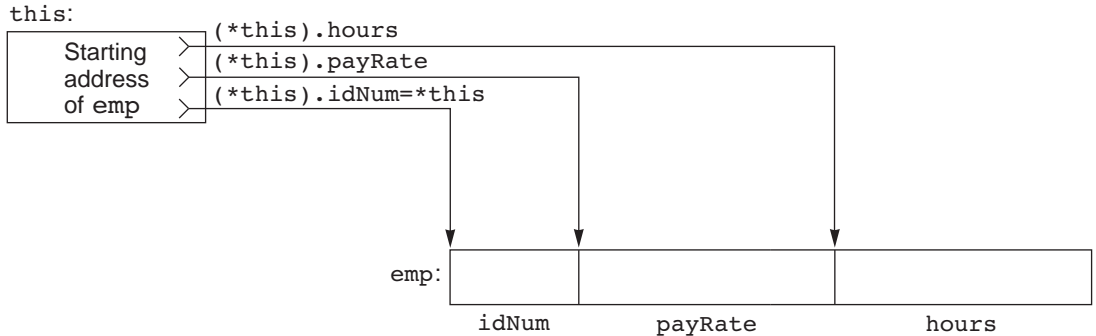 this:
Starting
address
of emp
(*this).hours
(*this).payRate
(*this).idNum=*this
emp:
idNum payRate hours